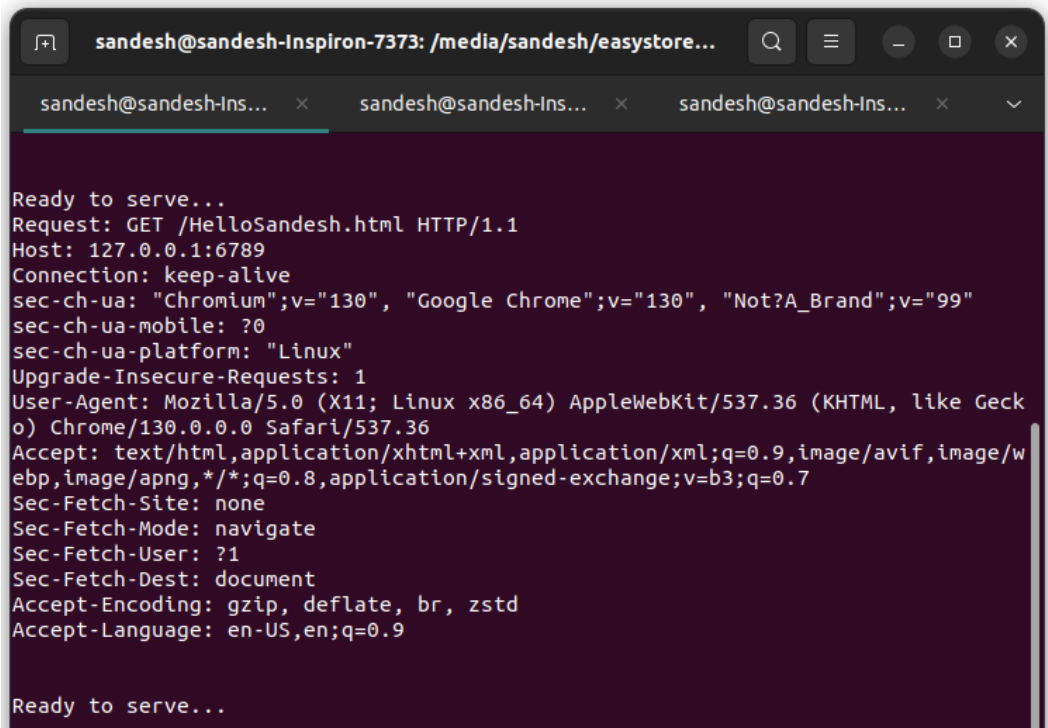 sandesh@sandesh-Inspiron-7373: /media/sandesh/easystore...
sandesh@sandesh-Ins... × sandesh@sandesh-Ins... × sandesh@sandesh-Ins... ×
Ready to serve...
Request: GET /HelloSandesh.html HTTP/1.1
Host: 127.0.0.1:6789
Connection: keep-alive
sec-ch-ua: "Chromium";v="130", "Google Chrome";v="130", "Not?A_Brand";v="99"
sec-ch-ua-mobile: ?0
sec-ch-ua-platform: "Linux"
Upgrade-Insecure-Requests: 1
User-Agent: Mozilla/5.0 (X11; Linux x86_64) AppleWebKit/537.36 (KHTML, like Geck
o) Chrome/130.0.0.0 Safari/537.36
Accept: text/html,application/xhtml+xml,application/xml;q=0.9,image/avif,image/w
ebp,image/apng,*/*;q=0.8,application/signed-exchange;v=b3;q=0.7
Sec-Fetch-Site: none
Sec-Fetch-Mode: navigate
Sec-Fetch-User: ?1
Sec-Fetch-Dest: document
Accept-Encoding: gzip, deflate, br, zstd
Accept-Language: en-US,en;q=0.9
Ready to serve...